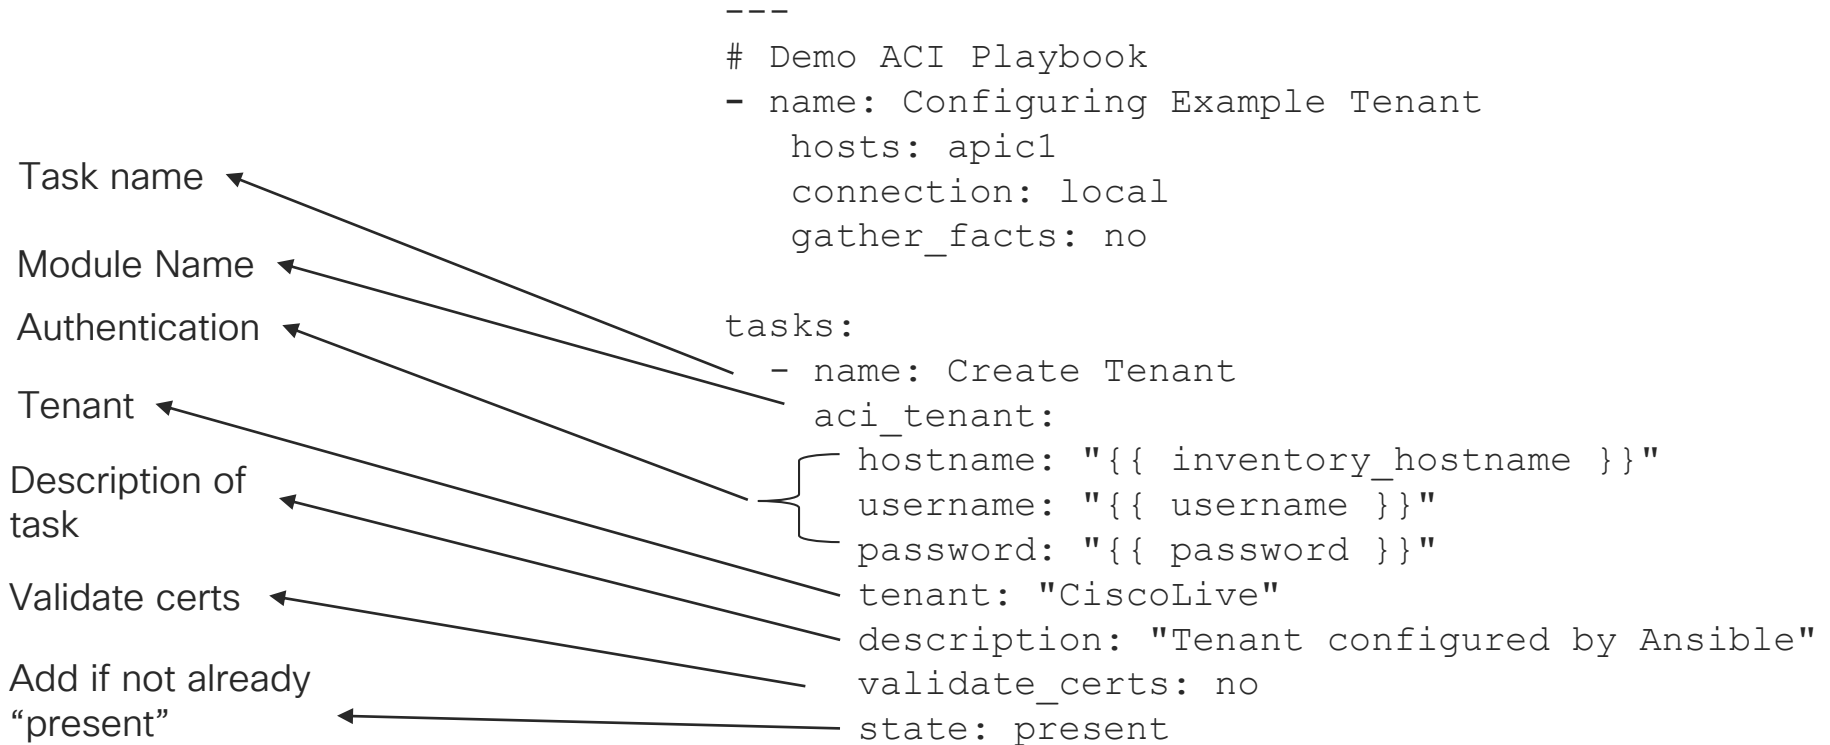 ---
# Demo ACI Playbook
- name: Configuring Example Tenant
hosts: apic1
connection: local
gather_facts: no
tasks:
- name: Create Tenant
aci_tenant:
hostname: "{{ inventory_hostname }}"
username: "{{ username }}"
password: "{{ password }}"
tenant: "CiscoLive"
description: "Tenant configured by Ansible"
validate_certs: no
state: present
Task name
Module Name
Authentication
Tenant
Description of
task
Validate certs
Add if not already
“present”